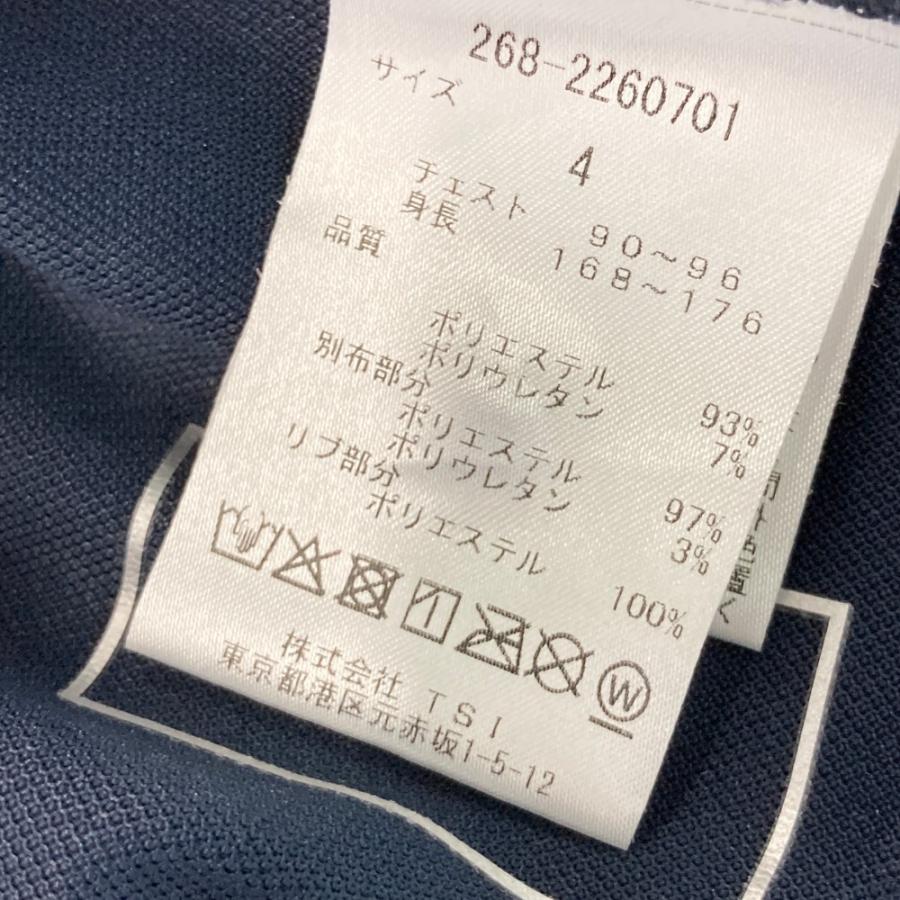 268-2260701
サイズ
4
チェスト 90～96
身長 168～176
品質
ポリエステル 93%
ポリウレタン 7%
別布部分
ポリエステル 97%
ポリウレタン 3%
リブ部分
ポリエステル 100%
W
株式会社 TSI
東京都港区元赤坂1-5-12